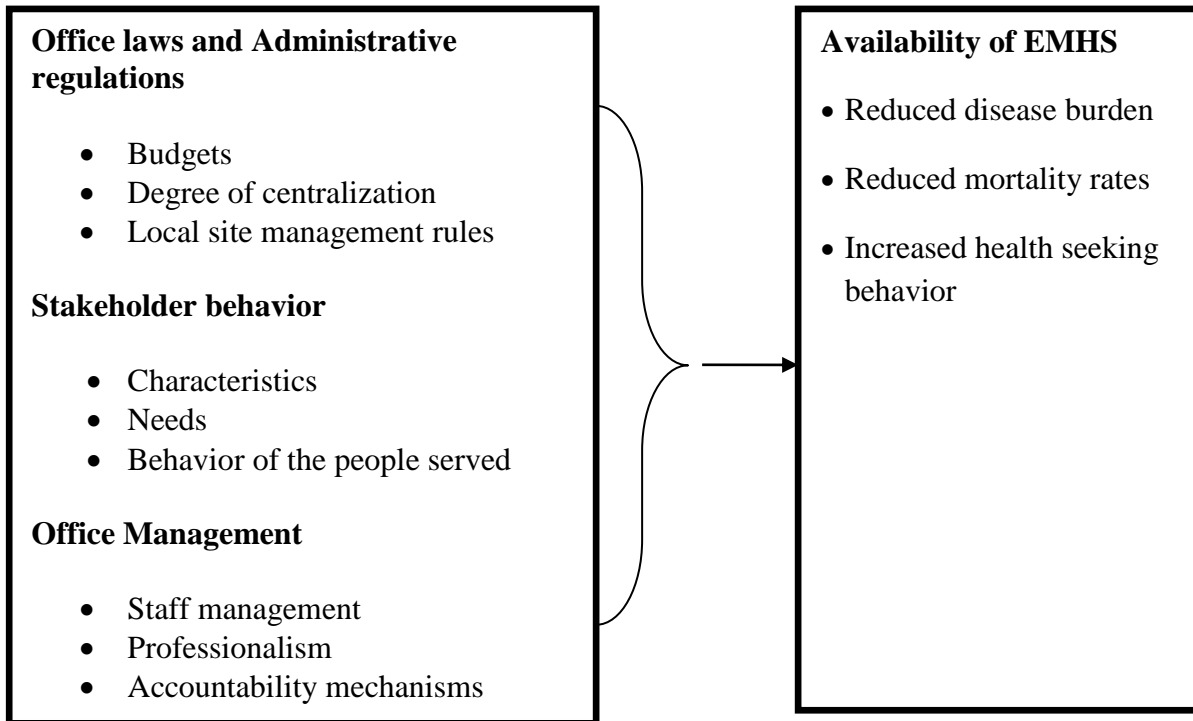 Office laws and Administrative
regulations
• Budgets
• Degree of centralization
• Local site management rules
Stakeholder behavior
• Characteristics
• Needs
• Behavior of the people served
Office Management
• Staff management
• Professionalism
• Accountability mechanisms
Availability of EMHS
• Reduced disease burden
• Reduced mortality rates
• Increased health seeking
behavior